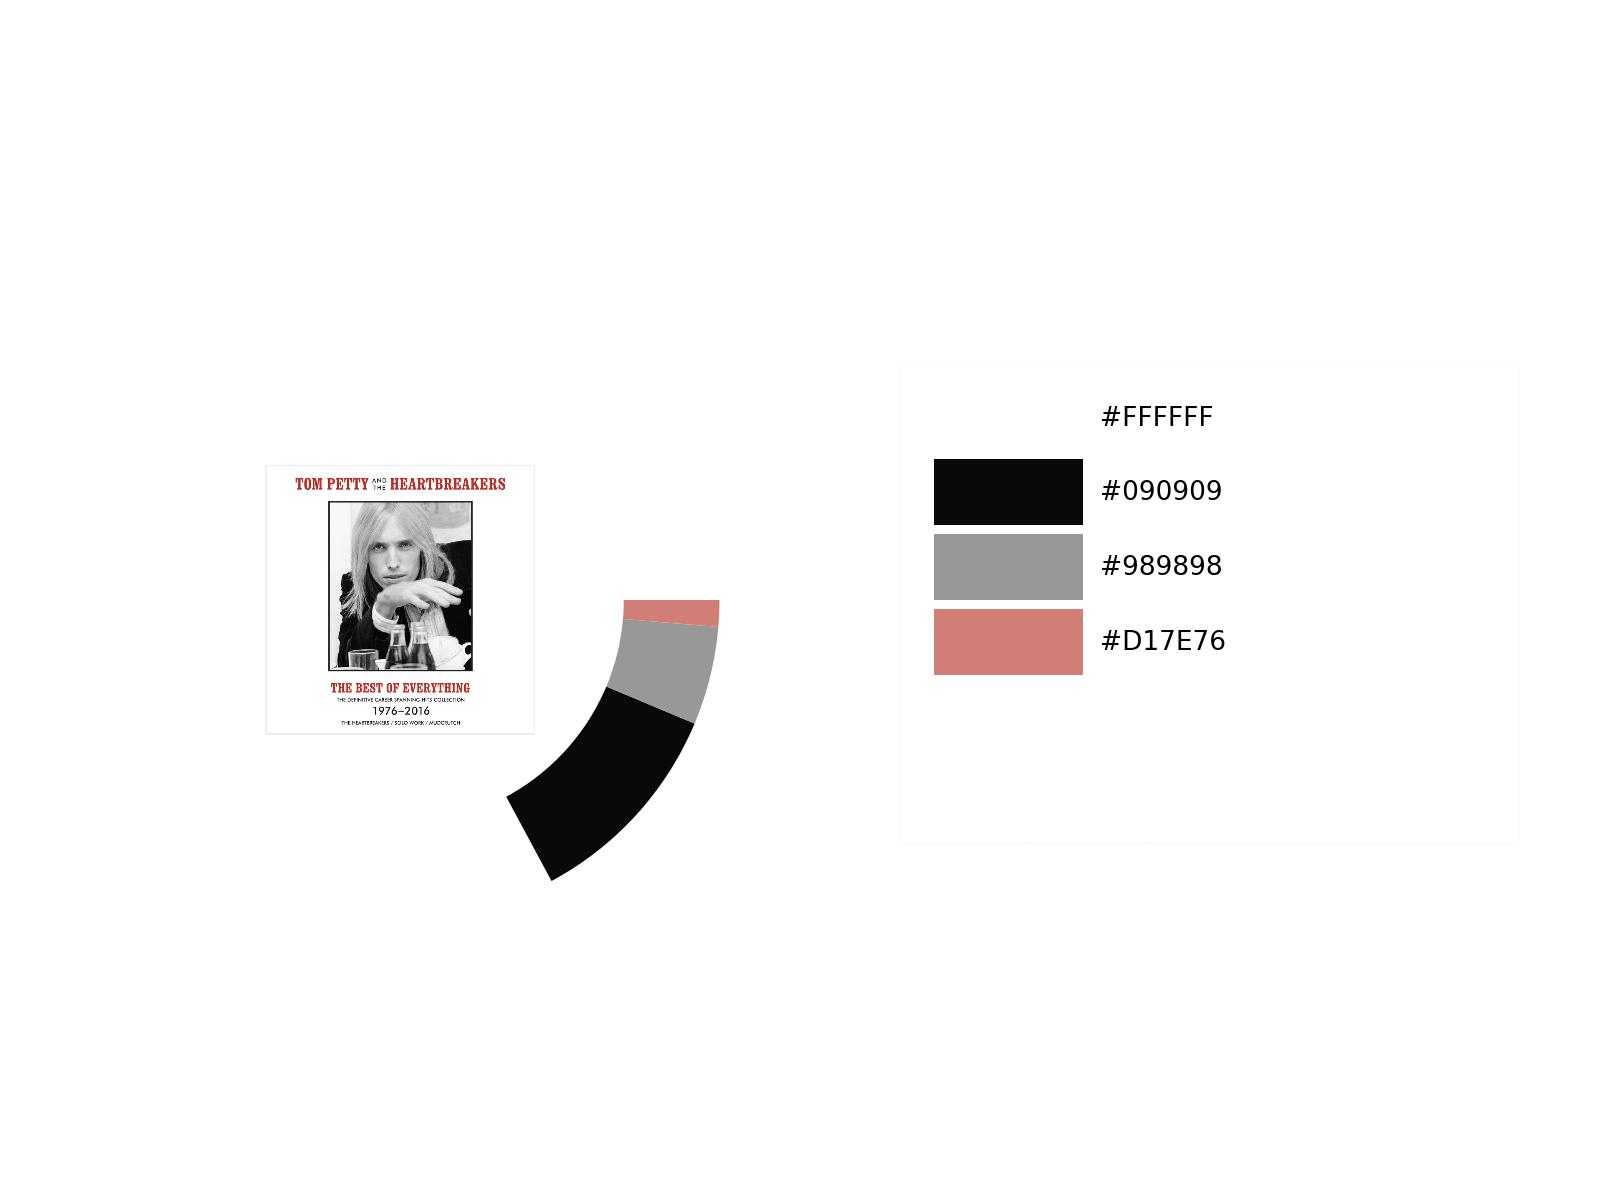 TOM PETTY AND THE HEARTBREAKERS
THE BEST OF EVERYTHING
THE DEFINITIVE CAREER SPANNING HITS COLLECTION
1976–2016
THE HEARTBREAKERS / SOLO WORK / MUDCRUTCH
#FFFFFF
#090909
#989898
#D17E76